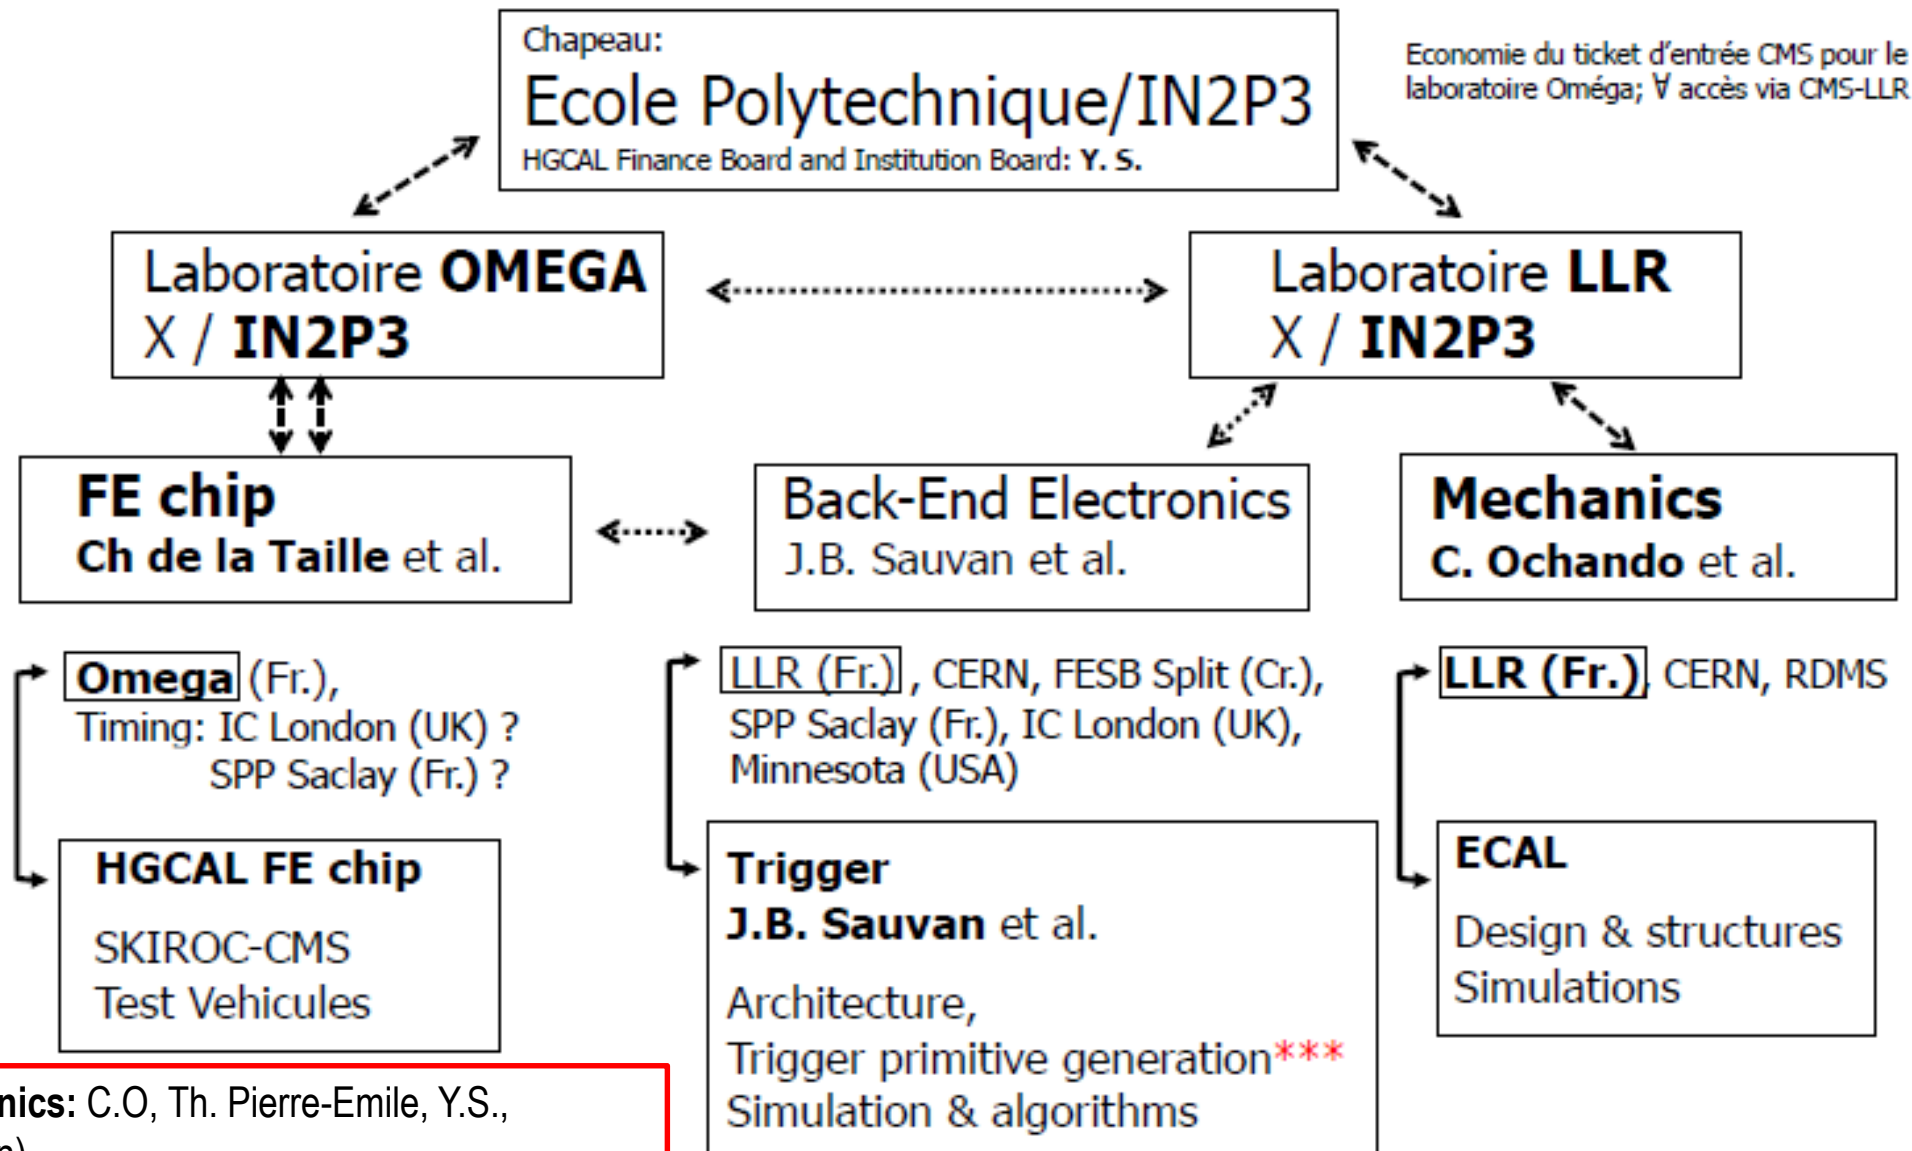 Chapeau:
Ecole Polytechnique/IN2P3
HGCAL Finance Board and Institution Board: Y. S.
Economie du ticket d'entrée CMS pour le
laboratoire Oméga; ∀ accès via CMS-LLR
Laboratoire OMEGA
X / IN2P3
Laboratoire LLR
X / IN2P3
FE chip
Ch de la Taille et al.
Back-End Electronics
J.B. Sauvan et al.
Mechanics
C. Ochando et al.
Omega (Fr.),
Timing: IC London (UK) ?
SPP Saclay (Fr.) ?
LLR (Fr.) , CERN, FESB Split (Cr.),
SPP Saclay (Fr.), IC London (UK),
Minnesota (USA)
LLR (Fr.), CERN, RDMS
HGCAL FE chip
SKIROC-CMS
Test Vehicules
Trigger
J.B. Sauvan et al.
Architecture,
Trigger primitive generation***
Simulation & algorithms
ECAL
Design & structures
Simulations
nics: C.O, Th. Pierre-Emile, Y.S.,